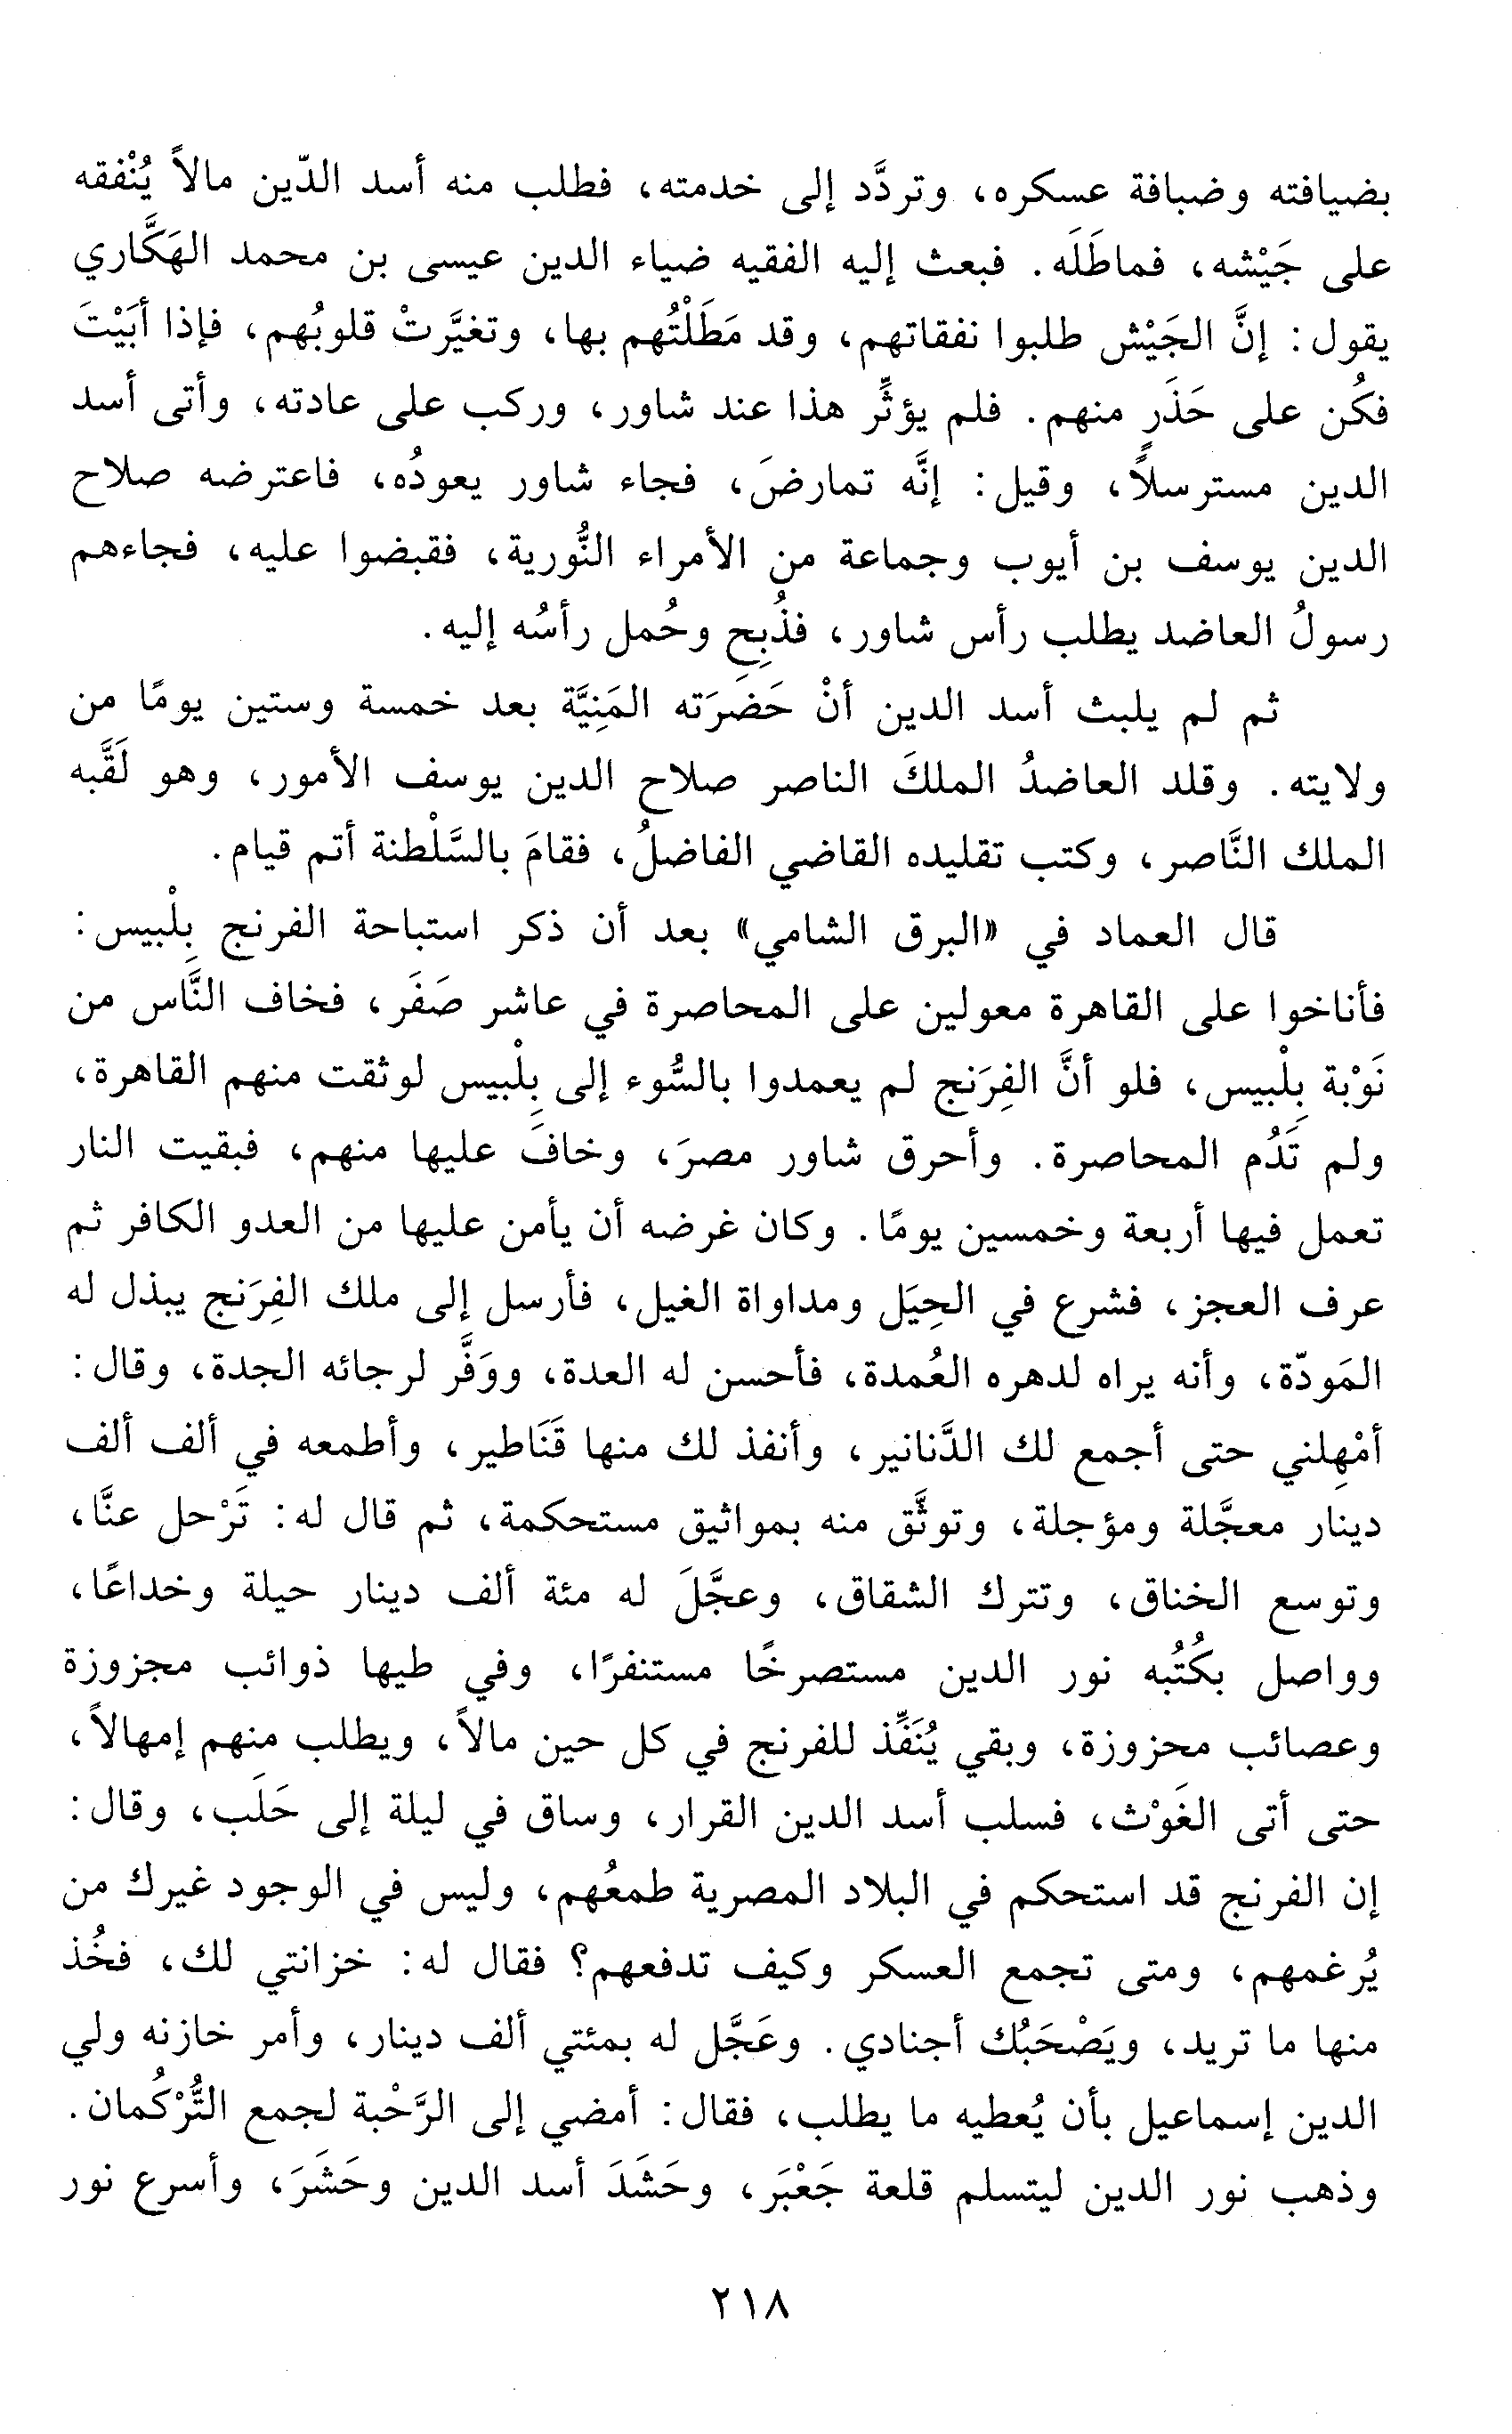 بضيافته وضيافة عسكره، وتردَّد إلى خدمته، فطلب منه أسد الدّين مالاً يُنْفقه
على جَيْشه، فماطَلَه. فبعث إليه الفقيه ضياء الدين عيسى بن محمد الهَكَّاري
يقول: إنَّ الجَيْش طلبوا نفقاتهم، وقد مَطَلْتُهم بها، وتغيَّرتْ قلوبُهم، فإذا أبَيْتَ
فكُن على حَذَرٍ منهم. فلم يؤثِّر هذا عند شاور، وركب على عادته، وأتى أسد
الدين مسترسلاً، وقيل: إنَّه تمارضَ، فجاء شاور يعودُه، فاعترضه صلاح
الدين يوسف بن أيوب وجماعة من الأمراء النُّورية، فقبضوا عليه، فجاءهم
رسولُ العاضد يطلب رأس شاور، فذُبِح وحُمل رأسُه إليه.
ثم لم يلبث أسد الدين أنْ حَضَرَته المَنِيَّة بعد خمسة وستين يومًا من
ولايته. وقلد العاضدُ الملكَ الناصر صلاح الدين يوسف الأمور، وهو لَقَّبه
الملك النَّاصر، وكتب تقليده القاضي الفاضلُ، فقامَ بالسَّلْطنة أتم قيام.
قال العماد في «البرق الشامي» بعد أن ذكر استباحة الفرنج بِلْبيس:
فأناخوا على القاهرة معولين على المحاصرة في عاشر صَفَر، فخاف النَّاس من
نَوْبة بِلْبيس، فلو أنَّ الفِرَنج لم يعمدوا بالسُّوء إلى بِلْبيس لوثقت منهم القاهرة،
ولم تَدُم المحاصرة. وأحرق شاور مصرَ، وخافَ عليها منهم، فبقيت النار
تعمل فيها أربعة وخمسين يومًا. وكان غرضه أن يأمن عليها من العدو الكافر ثم
عرف العجز، فشرع في الحِيَل ومداواة الغيل، فأرسل إلى ملك الفِرَنج يبذل له
المَودّة، وأنه يراه لدهره العُمدة، فأحسن له العدة، ووَفَّر لرجائه الجدة، وقال:
أمْهِلني حتى أجمع لك الدَّنانير، وأنفذ لك منها قَنَاطير، وأطمعه في ألف ألف
دينار معجَّلة ومؤجلة، وتوثَّق منه بمواثيق مستحكمة، ثم قال له: تَرْحل عنَّا،
وتوسع الخناق، وتترك الشقاق، وعجَّلَ له مئة ألف دينار حيلة وخداعًا،
وواصل بكُتُبه نور الدين مستصرخًا مستنفرًا، وفي طيها ذوائب مجزوزة
وعصائب محزوزة، وبقي يُنَفِّذ للفرنج في كل حين مالاً، ويطلب منهم إمهالاً،
حتى أتى الغَوْث، فسلب أسد الدين القرار، وساق في ليلة إلى حَلَب، وقال:
إن الفرنج قد استحكم في البلاد المصرية طمعُهم، وليس في الوجود غيرك من
يُرغمهم، ومتى تجمع العسكر وكيف تدفعهم؟ فقال له: خزانتي لك، فخُذ
منها ما تريد، ويَصْحَبُك أجنادي. وعَجَّل له بمئتي ألف دينار، وأمر خازنه ولي
الدين إسماعيل بأن يُعطيه ما يطلب، فقال: أمضي إلى الرَّحْبة لجمع التُّرْكُمان.
وذهب نور الدين ليتسلم قلعة جَعْبَر، وحَشَدَ أسد الدين وحَشَرَ، وأسرع نور
٢١٨